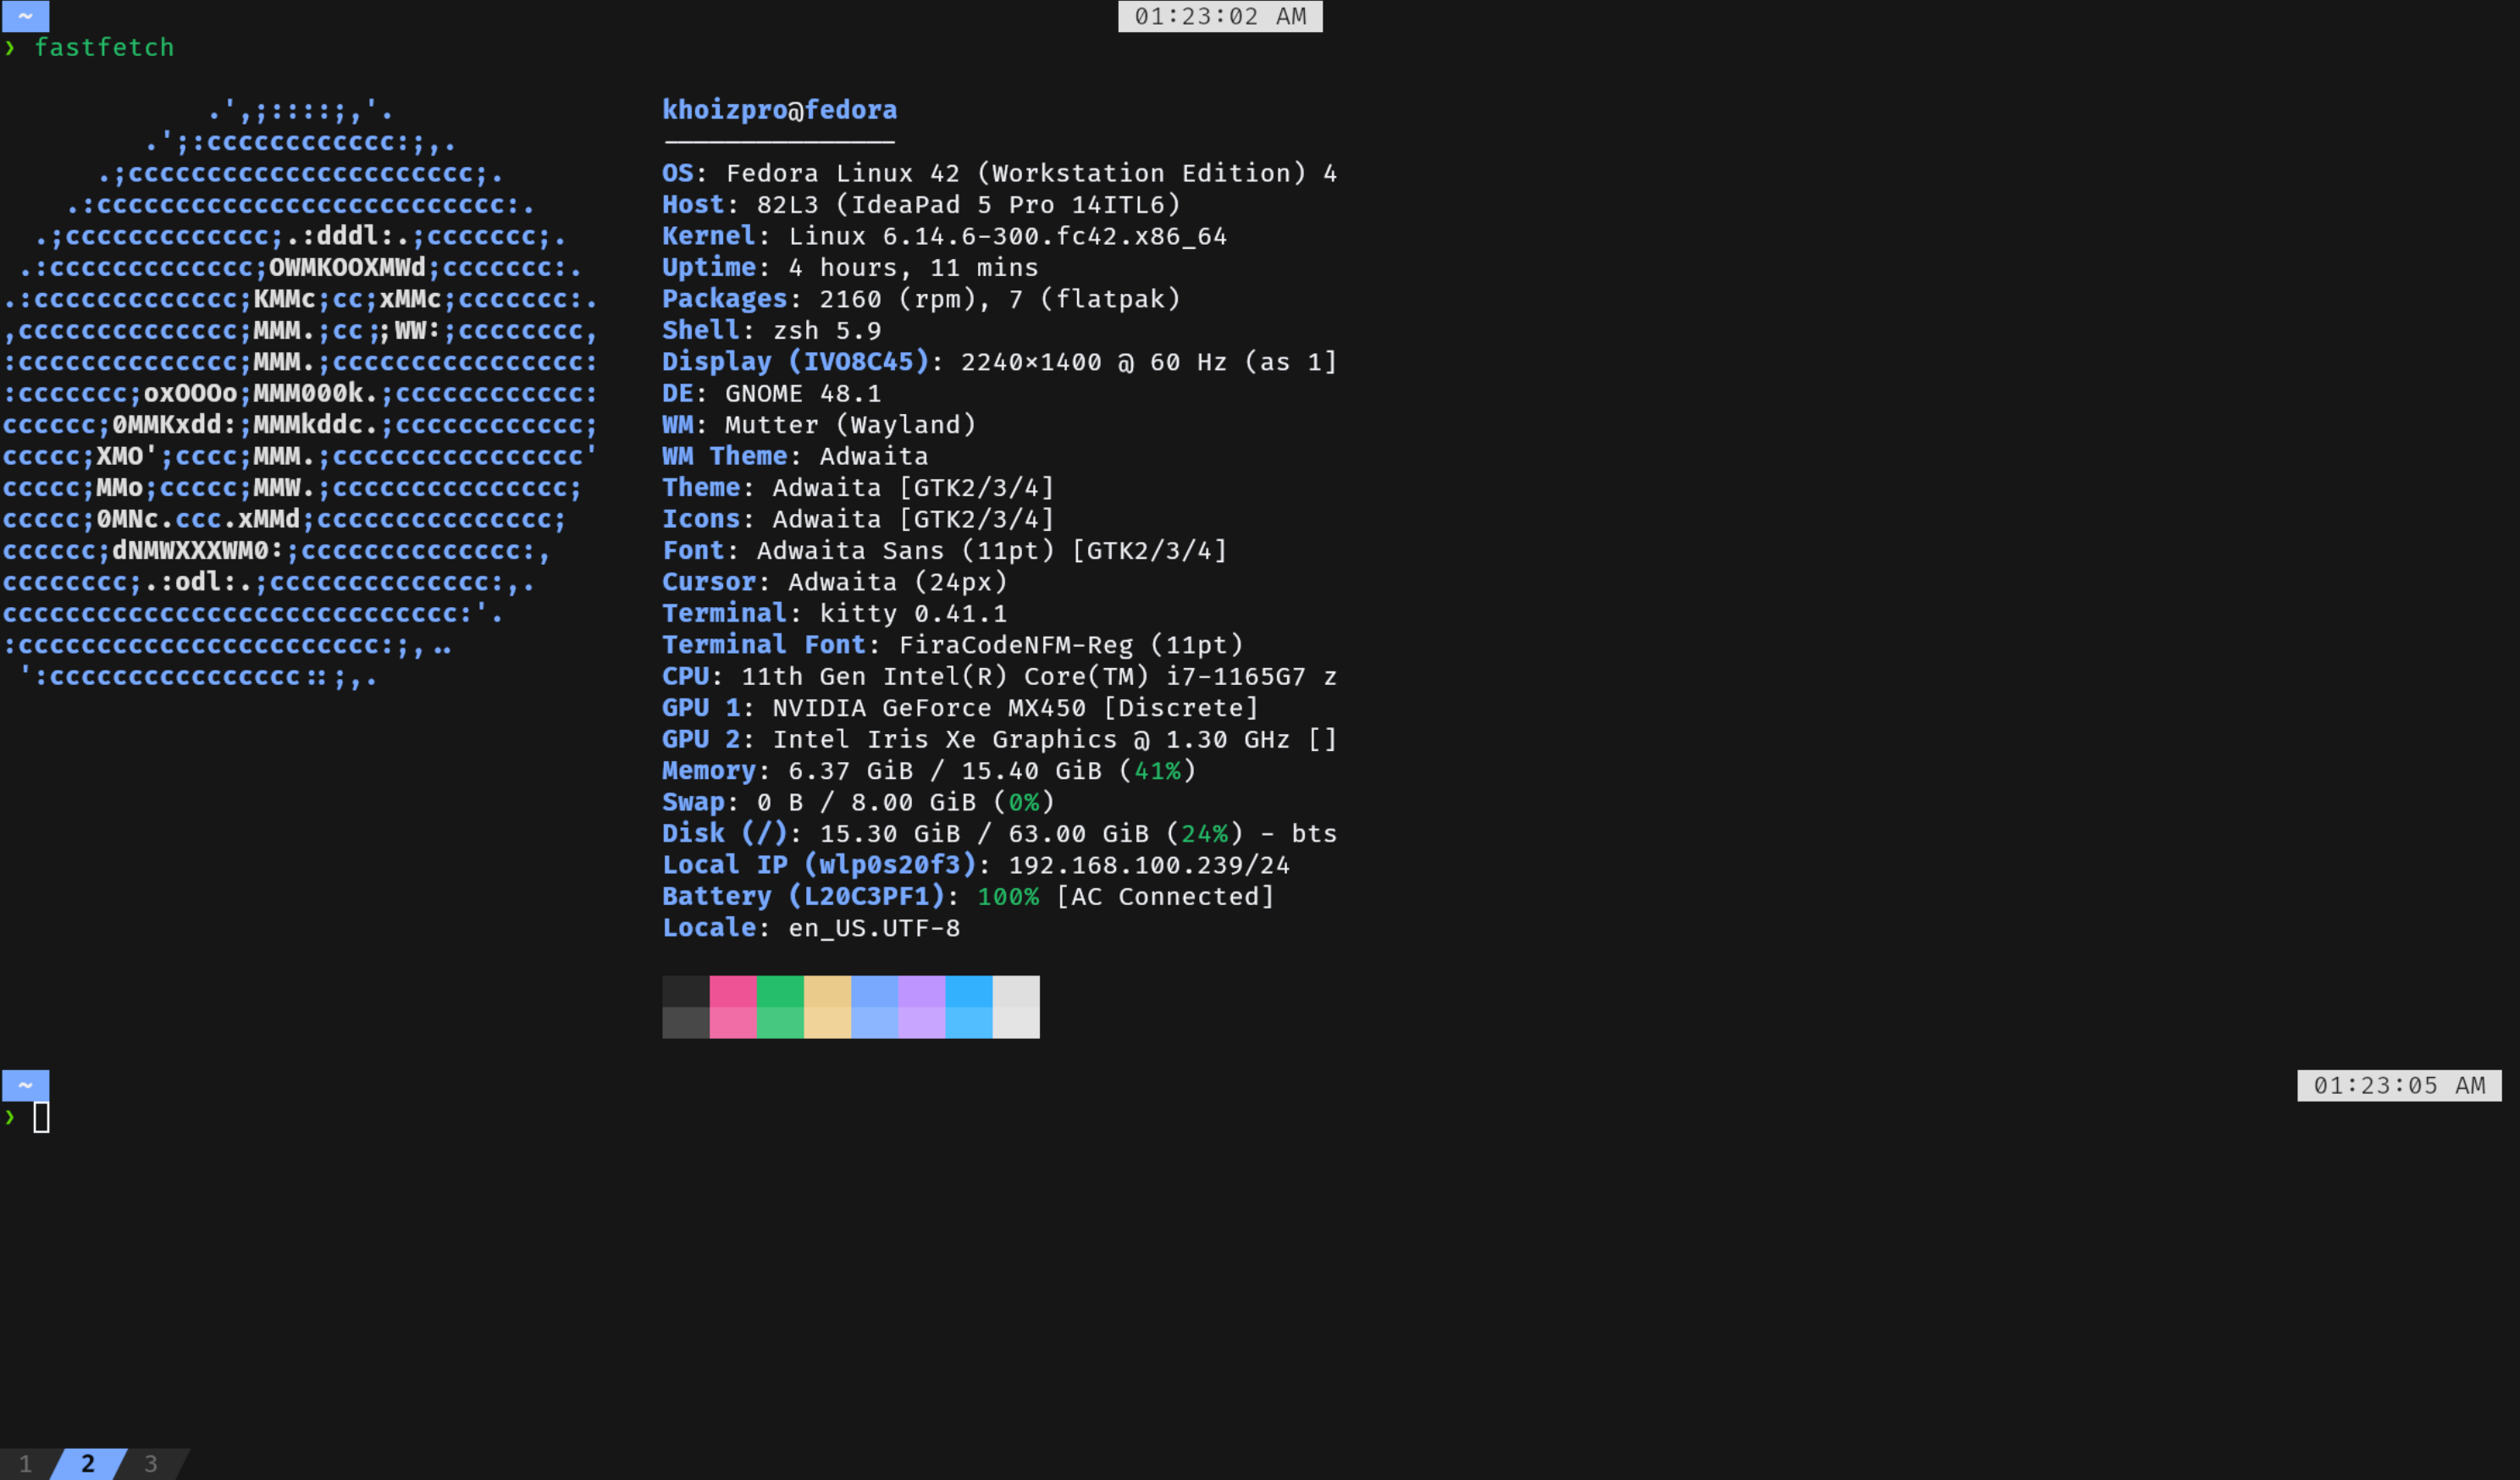 ~ 01:23:02 AM
❯ fastfetch
.',;::::;,'. khoizpro@fedora
.';:cccccccccccc:;,. ---------------
.;cccccccccccccccccccccc;. OS: Fedora Linux 42 (Workstation Edition) 4
.:cccccccccccccccccccccccccc:. Host: 82L3 (IdeaPad 5 Pro 14ITL6)
.;ccccccccccccc;.:dddl:.;ccccccc;. Kernel: Linux 6.14.6-300.fc42.x86_64
.:ccccccccccccc;OWMKOOXMWd;ccccccc:. Uptime: 4 hours, 11 mins
.:ccccccccccccc;KMMc;cc;xMMc;ccccccc:. Packages: 2160 (rpm), 7 (flatpak)
,cccccccccccccc;MMM.;cc;;WW:;cccccccc, Shell: zsh 5.9
:cccccccccccccc;MMM.;cccccccccccccccc: Display (IVO8C45): 2240×1400 @ 60 Hz (as 1]
:ccccccc;oxOOOo;MMM000k.;cccccccccccc: DE: GNOME 48.1
cccccc;0MMKxdd:;MMMkddc.;cccccccccccc; WM: Mutter (Wayland)
ccccc;XMO';cccc;MMM.;cccccccccccccccc' WM Theme: Adwaita
ccccc;MMo;ccccc;MMW.;ccccccccccccccc; Theme: Adwaita [GTK2/3/4]
ccccc;0MNc.ccc.xMMd;ccccccccccccccc; Icons: Adwaita [GTK2/3/4]
cccccc;dNMWXXXWM0:;cccccccccccccc:, Font: Adwaita Sans (11pt) [GTK2/3/4]
cccccccc;.:odl:.;cccccccccccccc:,. Cursor: Adwaita (24px)
ccccccccccccccccccccccccccccc:'. Terminal: kitty 0.41.1
:ccccccccccccccccccccccc:;,.. Terminal Font: FiraCodeNFM-Reg (11pt)
':cccccccccccccccc::;,. CPU: 11th Gen Intel(R) Core(TM) i7-1165G7 z
GPU 1: NVIDIA GeForce MX450 [Discrete]
GPU 2: Intel Iris Xe Graphics @ 1.30 GHz []
Memory: 6.37 GiB / 15.40 GiB (41%)
Swap: 0 B / 8.00 GiB (0%)
Disk (/): 15.30 GiB / 63.00 GiB (24%) - bts
Local IP (wlp0s20f3): 192.168.100.239/24
Battery (L20C3PF1): 100% [AC Connected]
Locale: en_US.UTF-8
~ 01:23:05 AM
❯
1 2 3